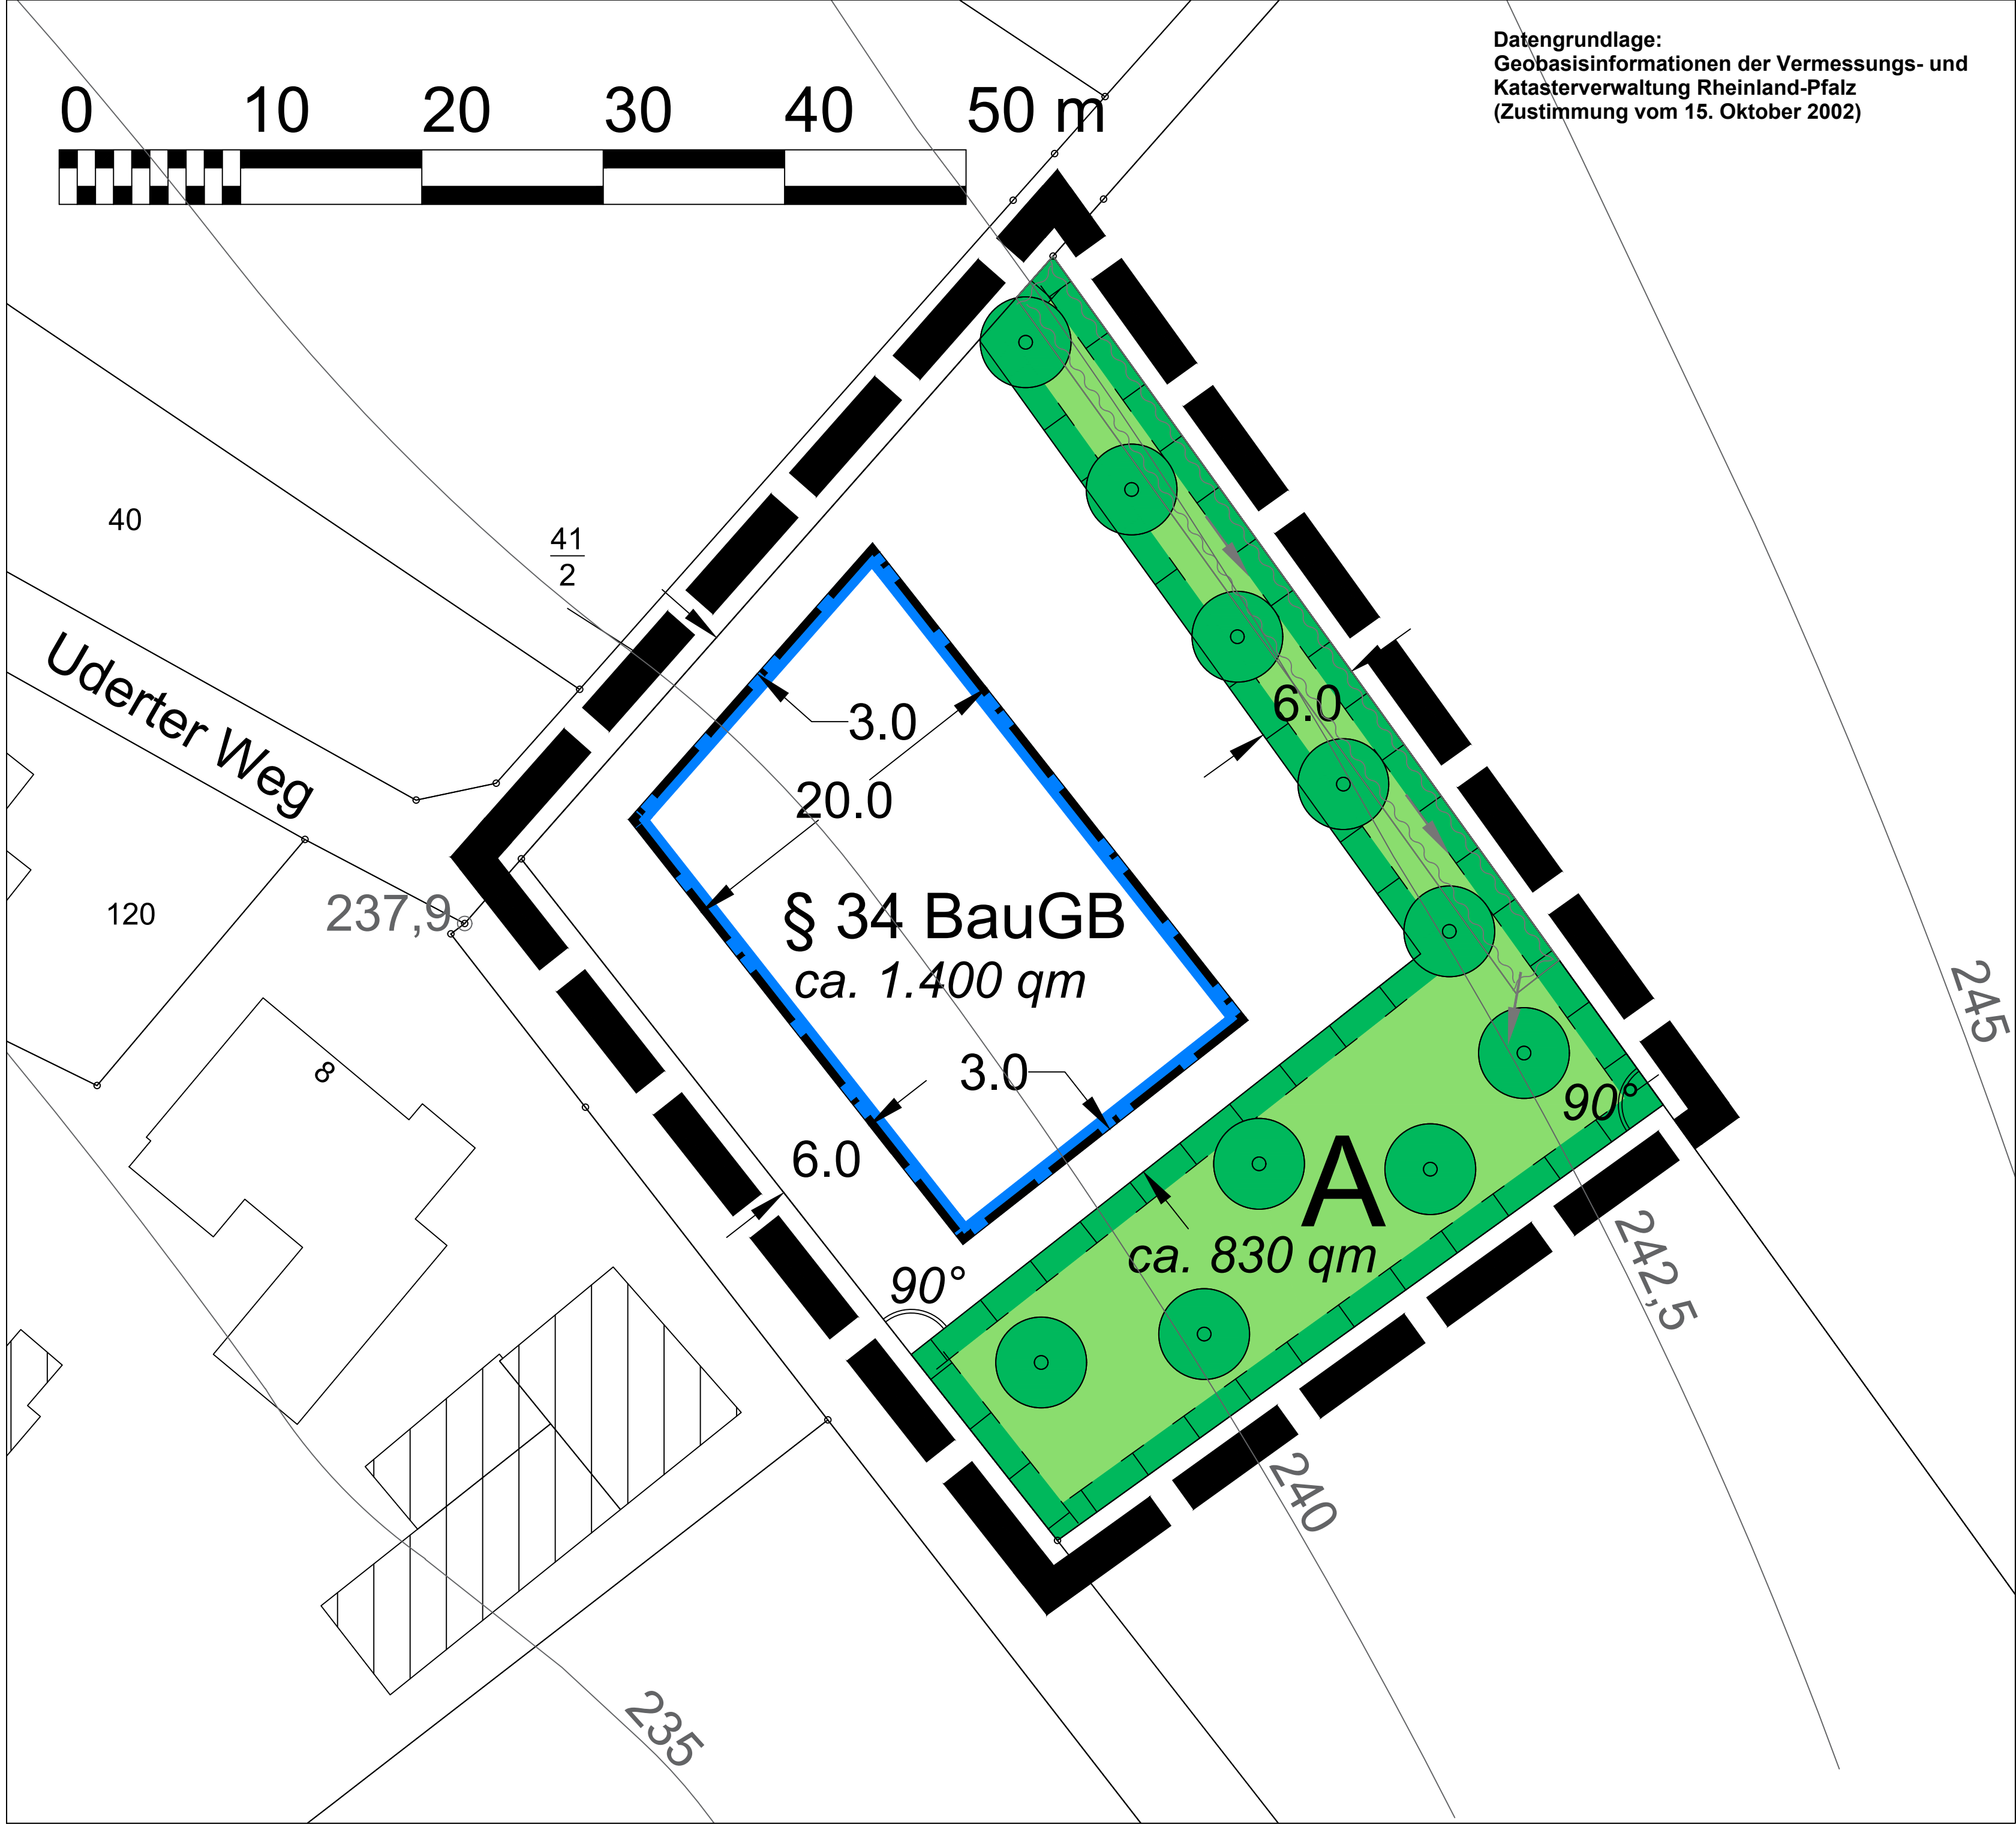 Datengrundlage:
Geobasisinformationen der Vermessungs- und
Katasterverwaltung Rheinland-Pfalz
(Zustimmung vom 15. Oktober 2002)
0 10 20 30 40 50 m
40
41
2
Uderter Weg
3.0
6.0
20.0
120
237,9
§ 34 BauGB
ca. 1.400 qm
245
8
3.0
90°
6.0
A
ca. 830 qm
90°
242,5
240
235